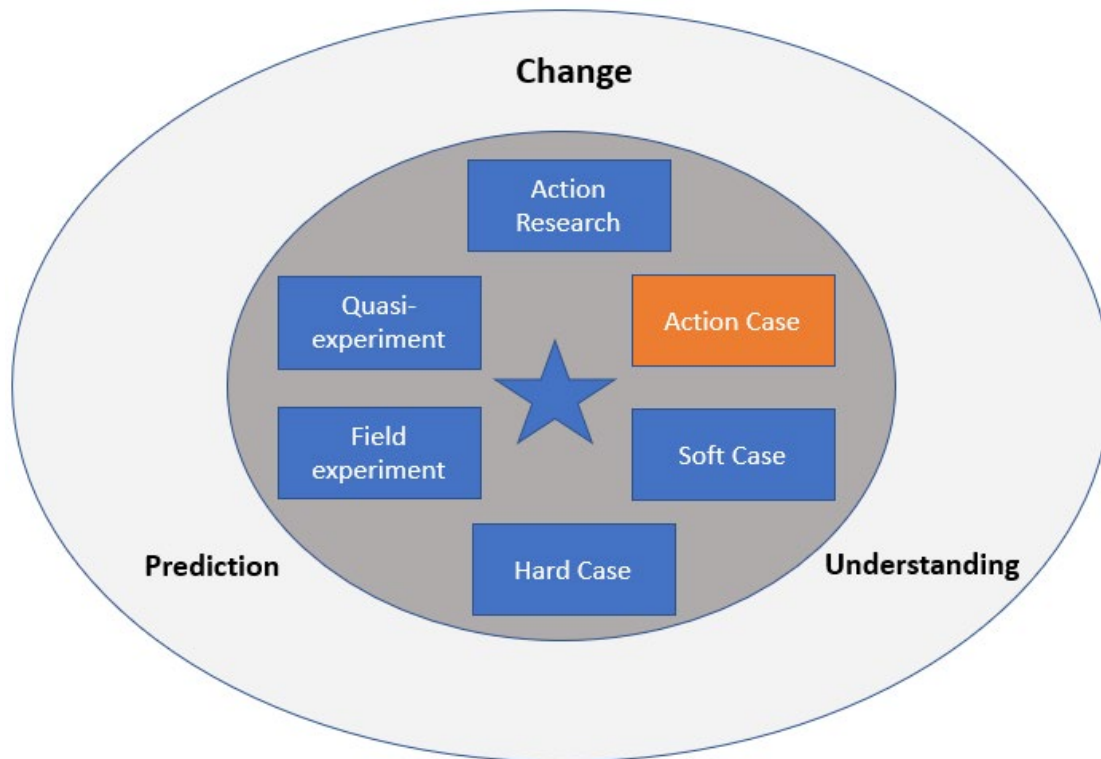 Change
Action
Research
Quasi-
experiment
Action Case
Field
experiment
Soft Case
Prediction
Hard Case
Understanding